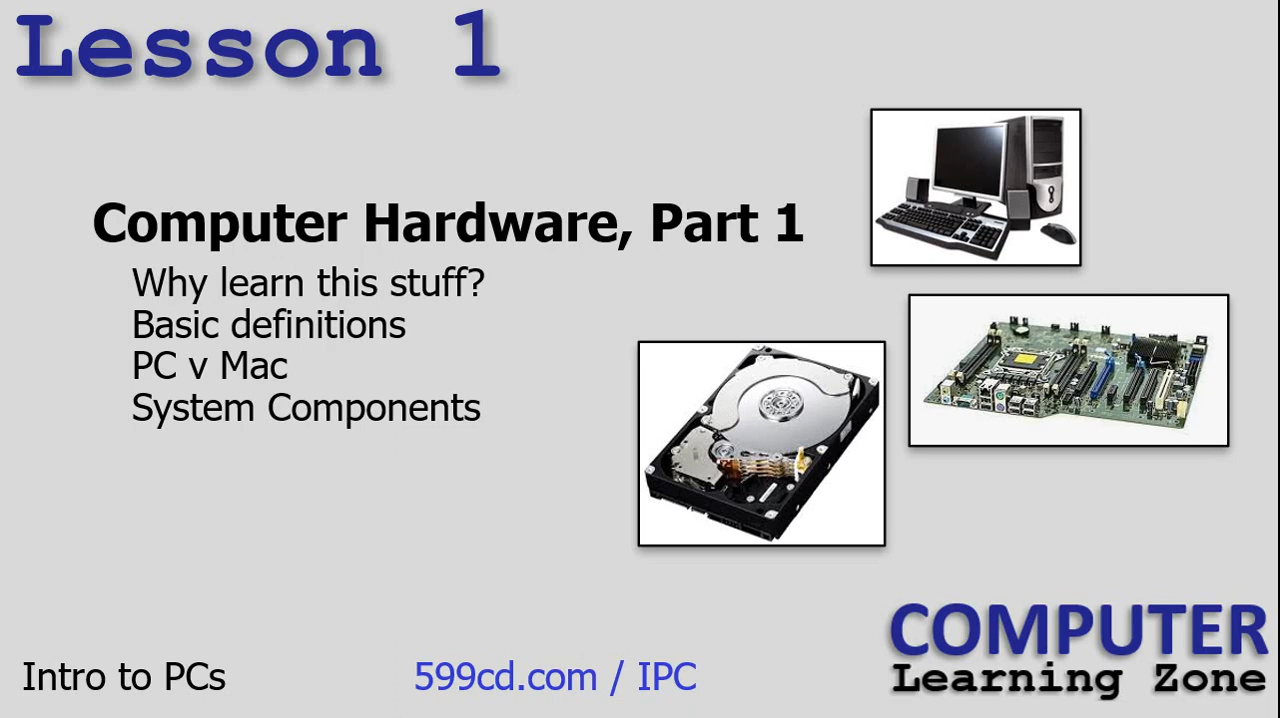 Lesson 1
Computer Hardware, Part 1
Why learn this stuff?
Basic definitions
PC v Mac
System Components
Intro to PCs
599cd.com / IPC
COMPUTER
Learning Zone